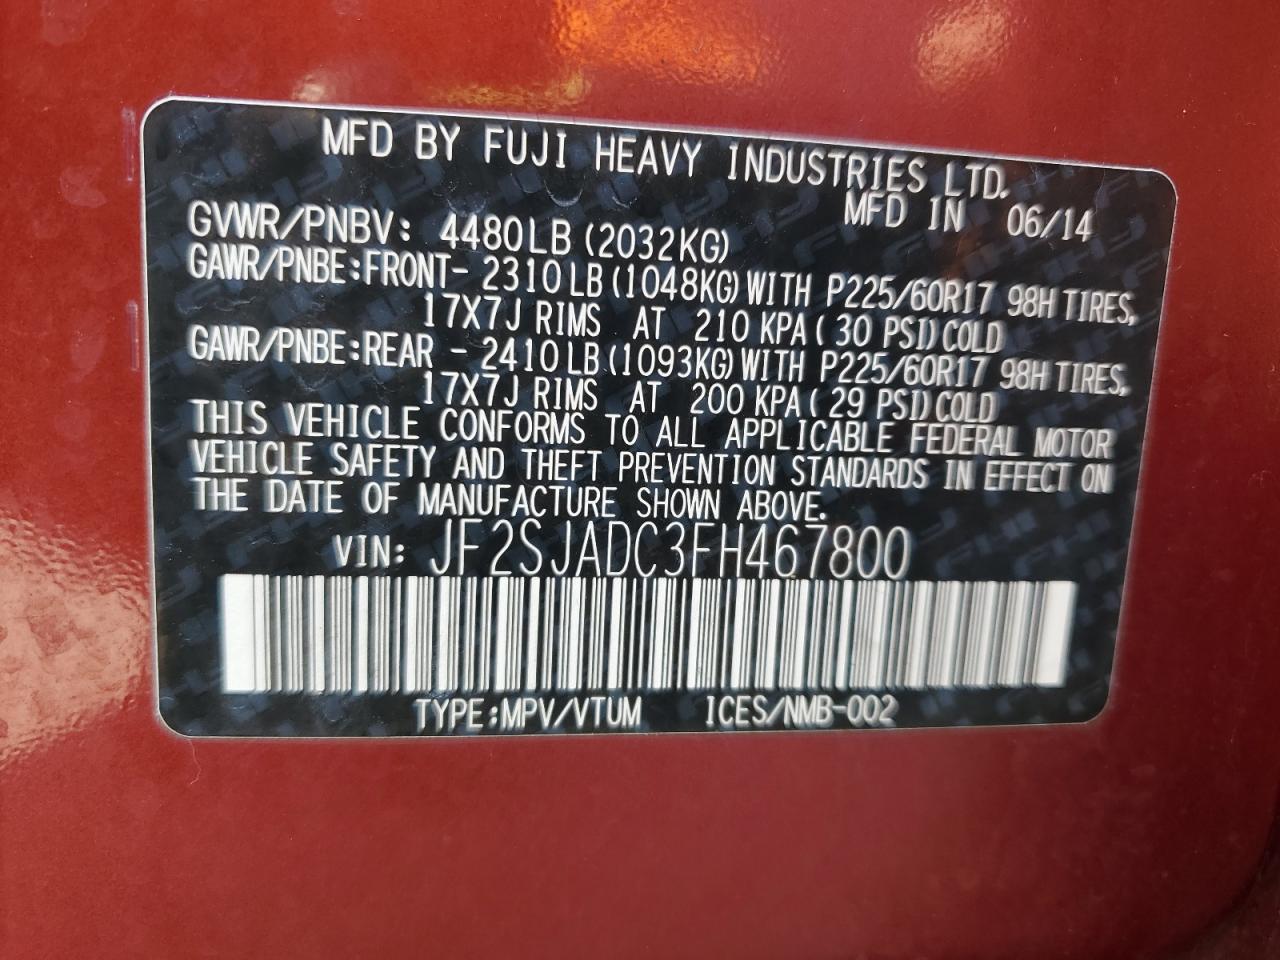 MFD BY FUJI HEAVY INDUSTRIES LTD.
MFD IN 06/14
GVWR/PNBV: 4480LB (2032KG)
GAWR/PNBE:FRONT- 2310LB (1048KG) WITH P225/60R17 98H TIRES,
17X7J RIMS AT 210 KPA ( 30 PSI) COLD
GAWR/PNBE:REAR - 2410LB (1093KG) WITH P225/60R17 98H TIRES,
17X7J RIMS AT 200 KPA ( 29 PSI) COLD
THIS VEHICLE CONFORMS TO ALL APPLICABLE FEDERAL MOTOR
VEHICLE SAFETY AND THEFT PREVENTION STANDARDS IN EFFECT ON
THE DATE OF MANUFACTURE SHOWN ABOVE.
VIN: JF2SJADC3FH467800
TYPE:MPV/VTUM ICES/NMB-002